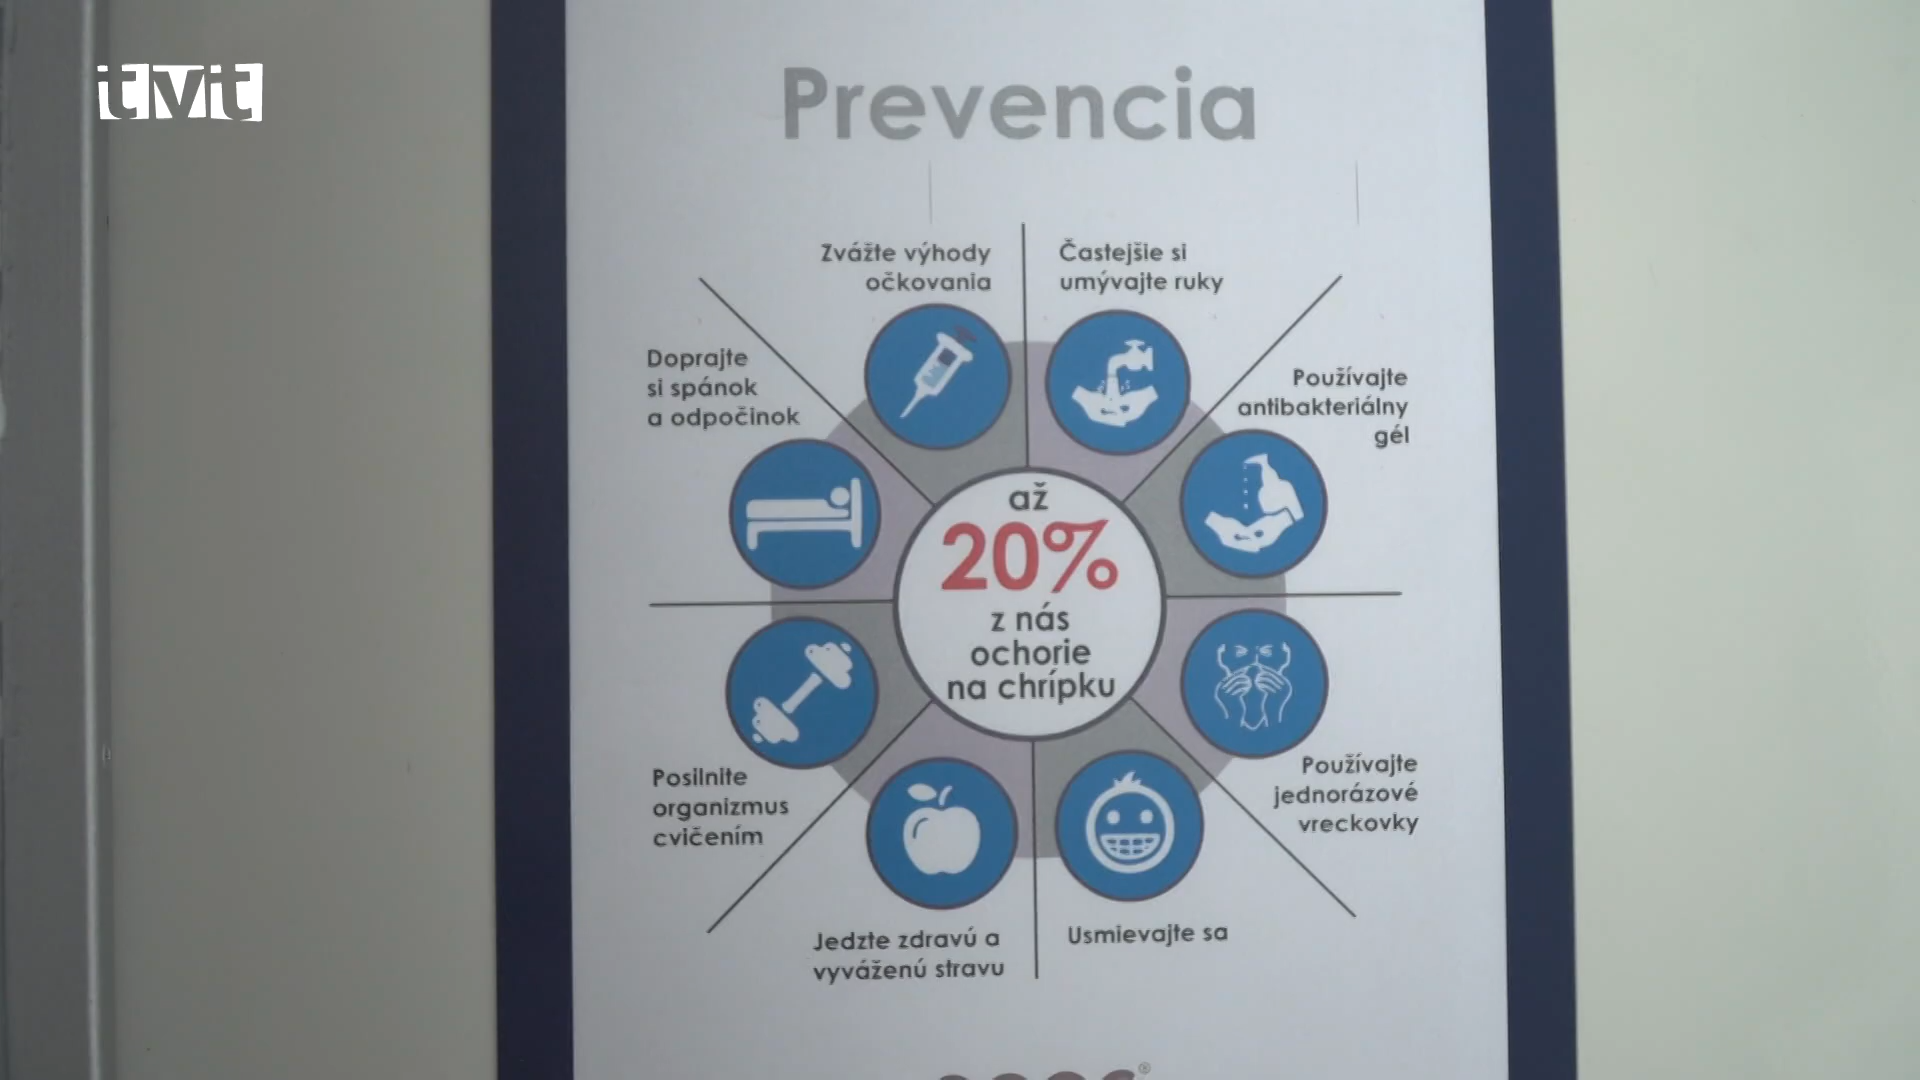 itvit
Prevencia
Zvážte výhody
očkovania
Častejšie si
umývajte ruky
Používajte
antibakteriálny
gél
Používajte
jednorázové
vreckovky
Usmievajte sa
Jedzte zdravú a
vyváženú stravu
Posilnite
organizmus
cvičením
Doprajte
si spánok
a odpočinok
až
20%
z nás
ochorie
na chrípku